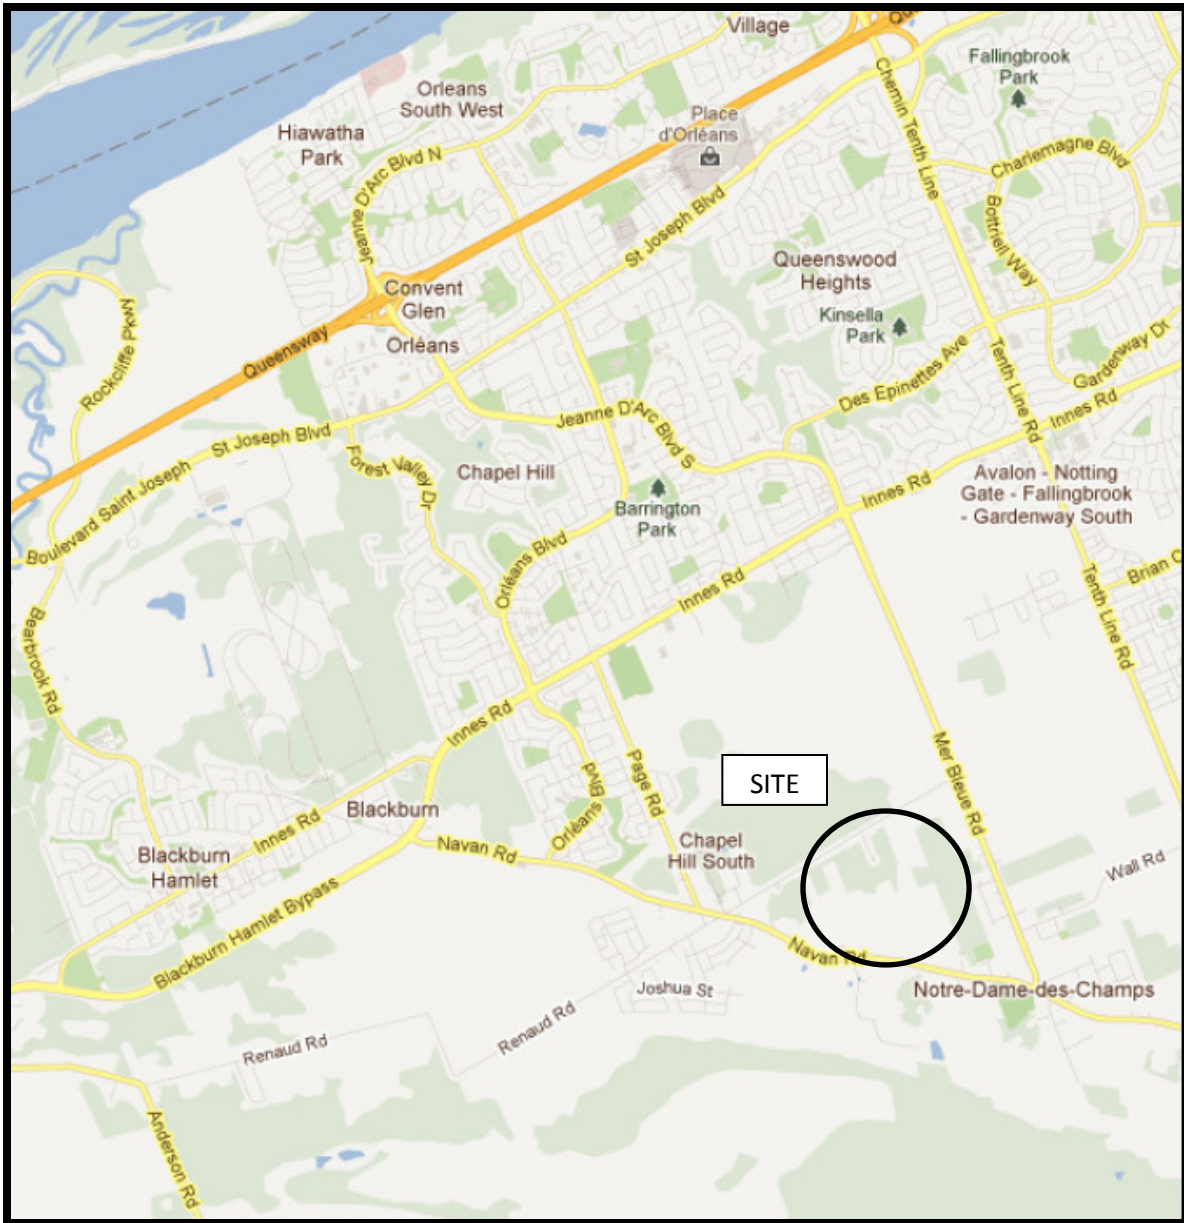 Village
Que
Fallingbrook
Park
Orleans
South West
Chemin Tenth Line
Place
d'Orléans
Hiawatha
Park
Jeanne D'Arc Blvd N
Charlemagne Blvd
St Joseph Blvd
Bottriell Way
Queenswood
Heights
Convent
Glen
Kinsella
Park
Rockcliffe Pkwy
Queensway
Orléans
Tenth Line Rd
Gardenway Dr
Des Epinettes Ave
Innes Rd
Jeanne D'Arc Blvd S
St Joseph Blvd
Boulevard Saint Joseph
Forest Valley Dr
Chapel Hill
Innes Rd
Avalon - Notting
Gate - Fallingbrook
- Gardenway South
Barrington
Park
Orléans Blvd
Innes Rd
Brian C
Tenth Line Rd
Bearbrook Rd
Innes Rd
Page Rd
Mer Bleue Rd
SITE
Orléans Blvd
Blackburn
Innes Rd
Navan Rd
Chapel
Hill South
Blackburn
Hamlet
Wall Rd
Blackburn Hamlet Bypass
Navan Rd
Joshua St
Notre-Dame-des-Champs
Renaud Rd
Renaud Rd
Anderson Rd